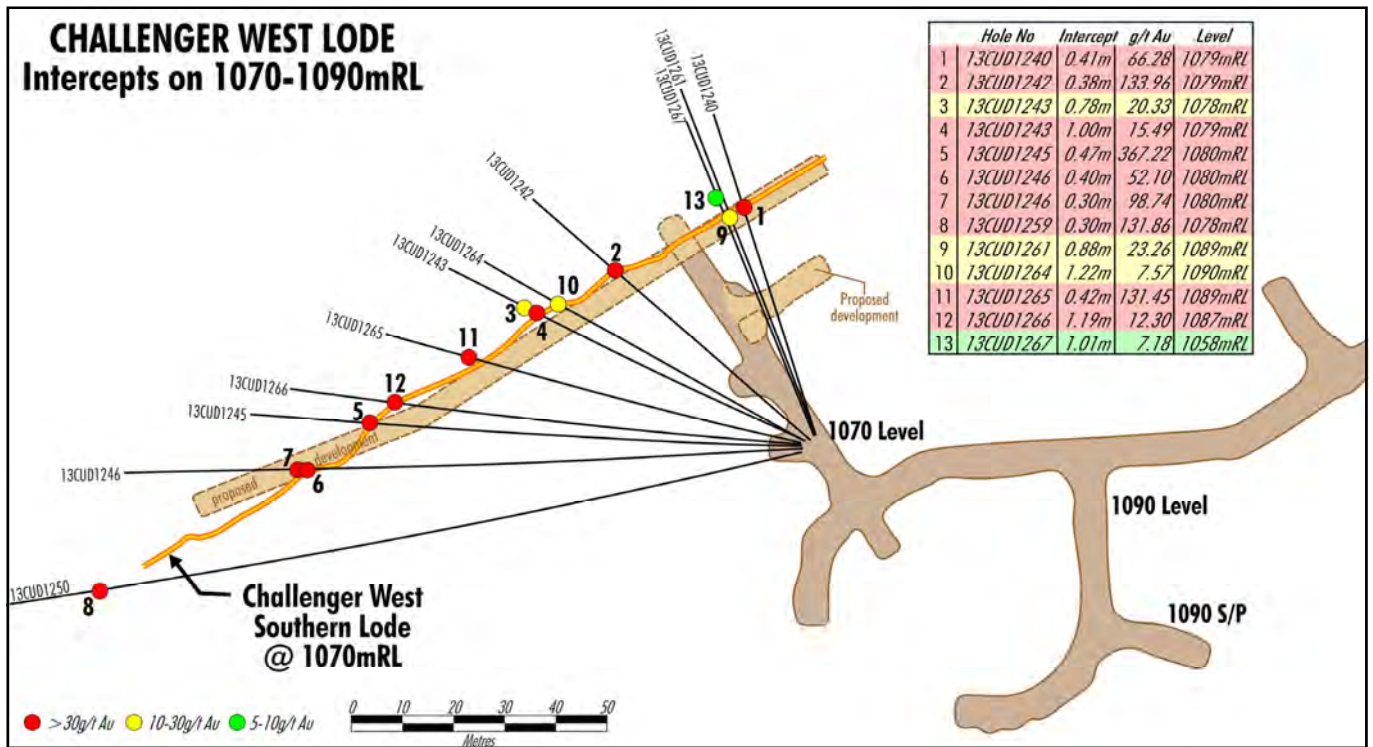 CHALLENGER WEST LODE
Intercepts on 1070-1090mRL
Hole No Intercept g/t Au Level
1 13CUD1240 0.41m 66.28 1079mRL
2 13CUD1242 0.38m 133.96 1079mRL
3 13CUD1243 0.78m 20.33 1078mRL
4 13CUD1243 1.00m 15.49 1079mRL
5 13CUD1245 0.47m 367.22 1080mRL
6 13CUD1246 0.40m 52.10 1080mRL
7 13CUD1246 0.30m 98.74 1080mRL
8 13CUD1259 0.30m 131.86 1078mRL
9 13CUD1261 0.88m 23.26 1089mRL
10 13CUD1264 1.22m 7.57 1090mRL
11 13CUD1265 0.42m 131.45 1089mRL
12 13CUD1266 1.19m 12.30 1087mRL
13 13CUD1267 1.01m 7.18 1058mRL
13CUD1261
13CUD1240
13CUD1267
13CUD1242
13CUD1264
13CUD1243
13CUD1265
13CUD1266
13CUD1245
13CUD1246
13CUD1250
13
9
1
2
10
3
4
11
12
5
7
6
8
Proposed
development
proposed
development
1070 Level
1090 Level
1090 S/P
Challenger West
Southern Lode
@ 1070mRL
>30g/t Au
10-30g/t Au
5-10g/t Au
0 10 20 30 40 50
Metres